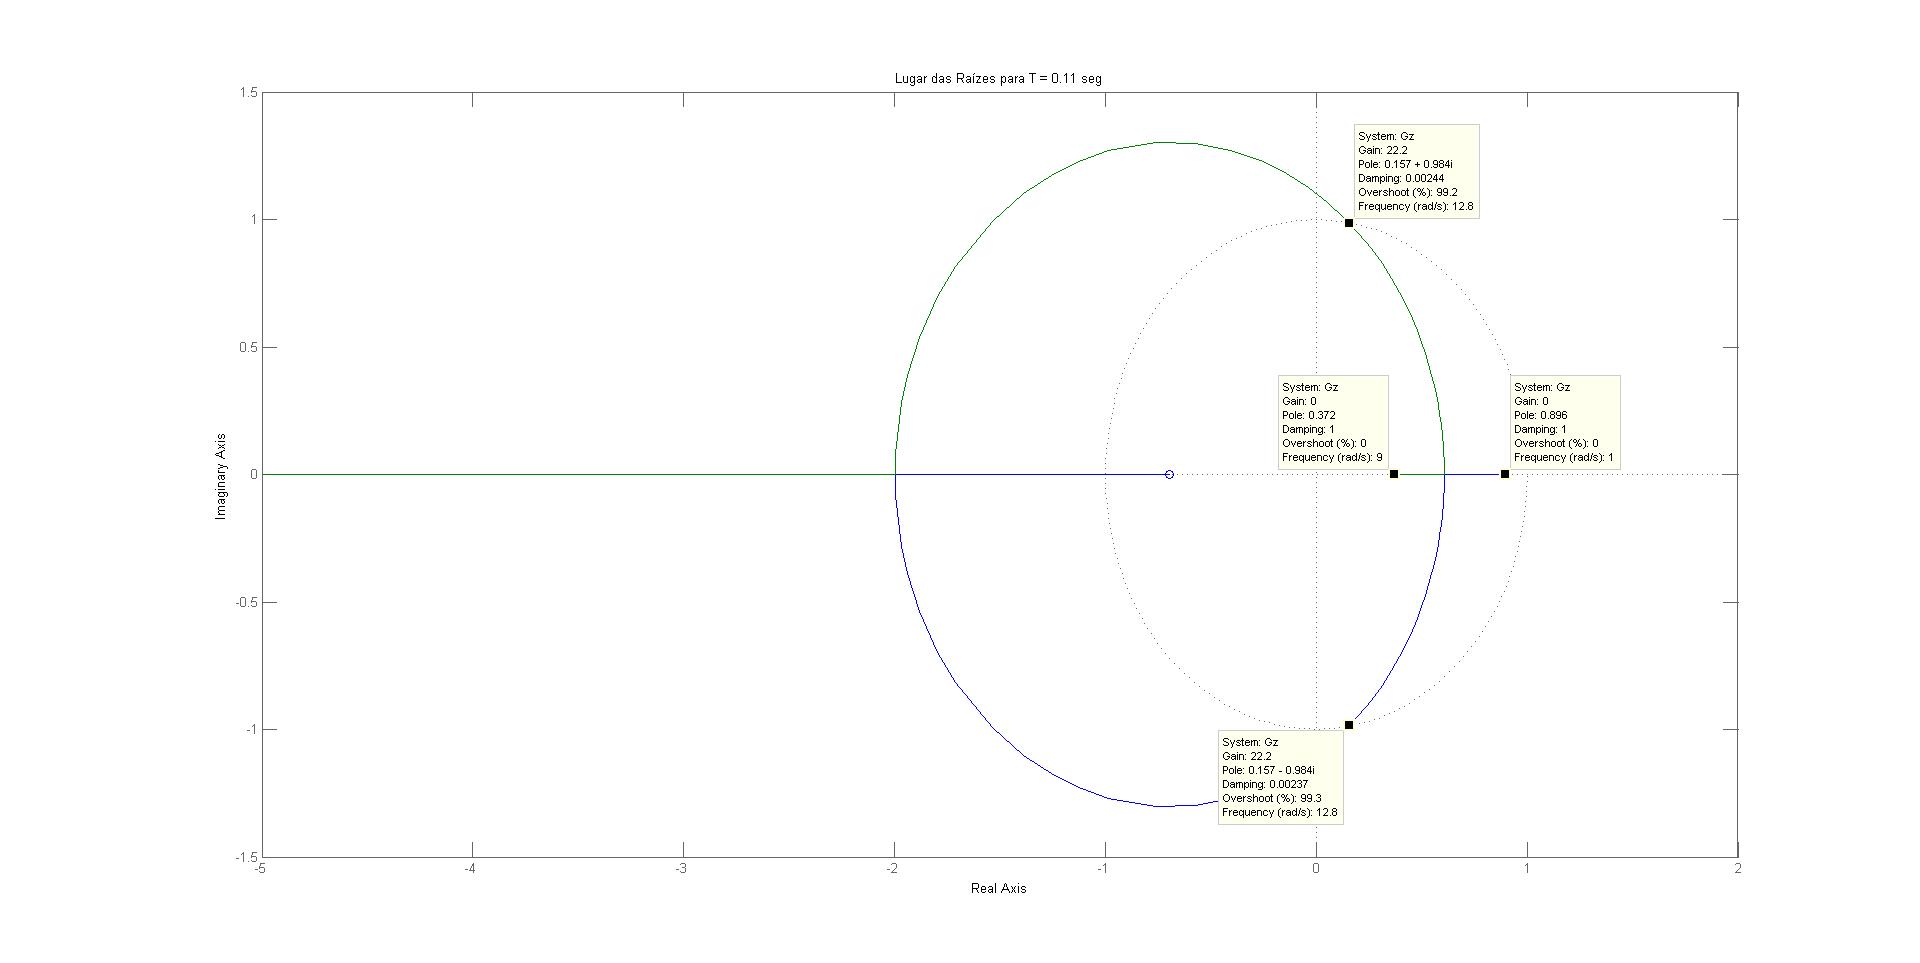 Lugar das Raízes para T = 0.11 seg
1.5
System: Gz
Gain: 22.2
Pole: 0.157 + 0.984i
Damping: 0.00244
Overshoot (%): 99.2
Frequency (rad/s): 12.8
1
0.5
System: Gz
Gain: 0
Pole: 0.372
Damping: 1
Overshoot (%): 0
Frequency (rad/s): 9
System: Gz
Gain: 0
Pole: 0.896
Damping: 1
Overshoot (%): 0
Frequency (rad/s): 1
Imaginary Axis
0
-0.5
-1
System: Gz
Gain: 22.2
Pole: 0.157 - 0.984i
Damping: 0.00237
Overshoot (%): 99.3
Frequency (rad/s): 12.8
-1.5
-5 -4 -3 -2 -1 0 1 2
Real Axis